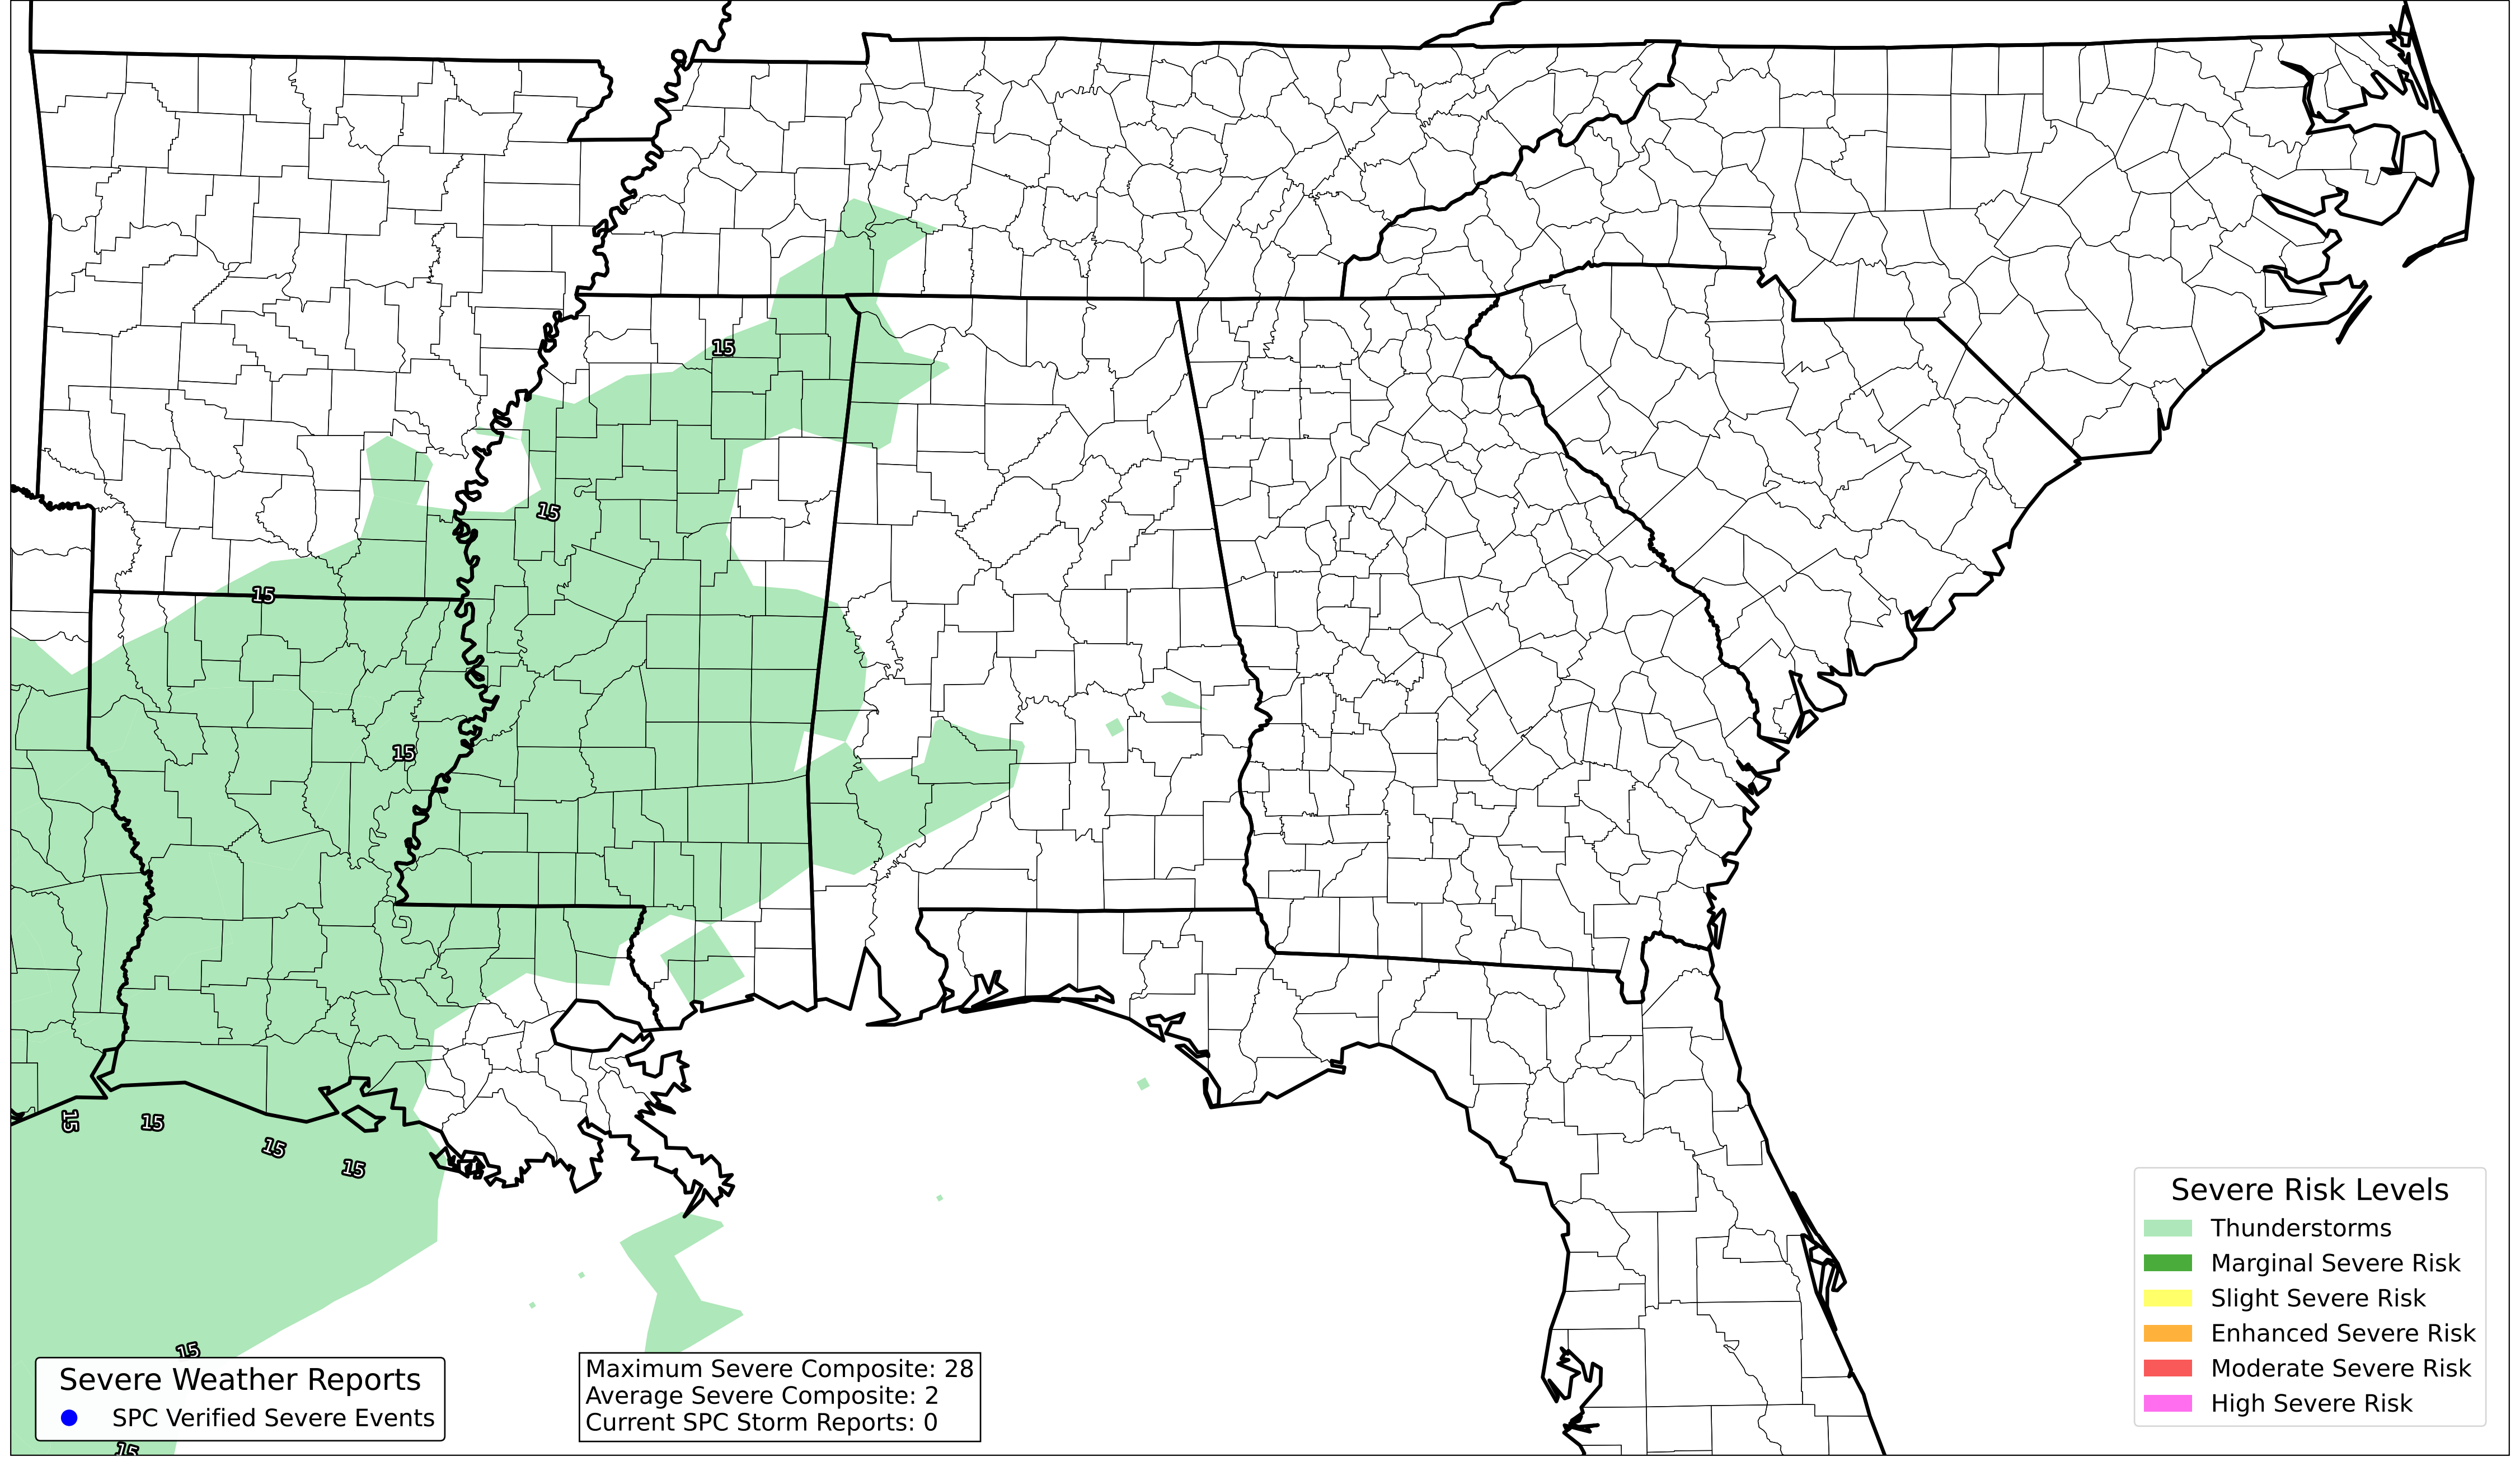 15
15
15
15
15
15
15
15
15
15
Severe Risk Levels
Thunderstorms
Marginal Severe Risk
Slight Severe Risk
Enhanced Severe Risk
Moderate Severe Risk
High Severe Risk
Severe Weather Reports
SPC Verified Severe Events
Maximum Severe Composite: 28
Average Severe Composite: 2
Current SPC Storm Reports: 0